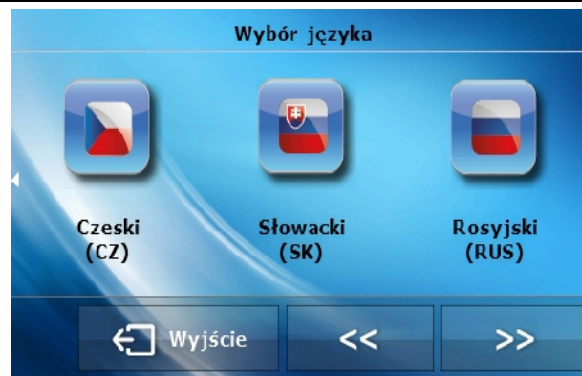 Wybór języka
Czeski
(CZ)
Słowacki
(SK)
Rosyjski
(RUS)
Wyjście
<<
>>